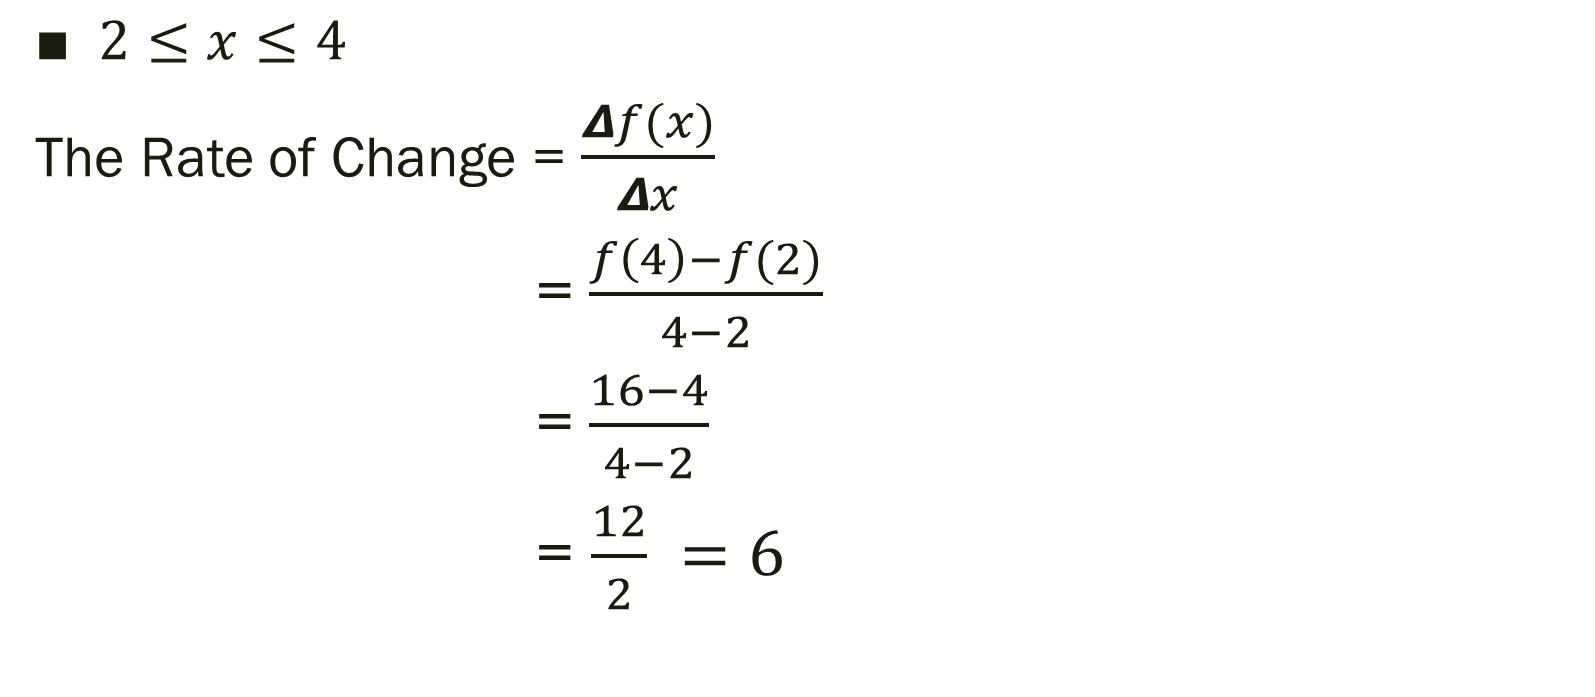 ■ 2 ≤ x ≤ 4
The Rate of Change = Δf(x)/Δx
= f(4)−f(2)/4−2
= 16−4/4−2
= 12/2 = 6